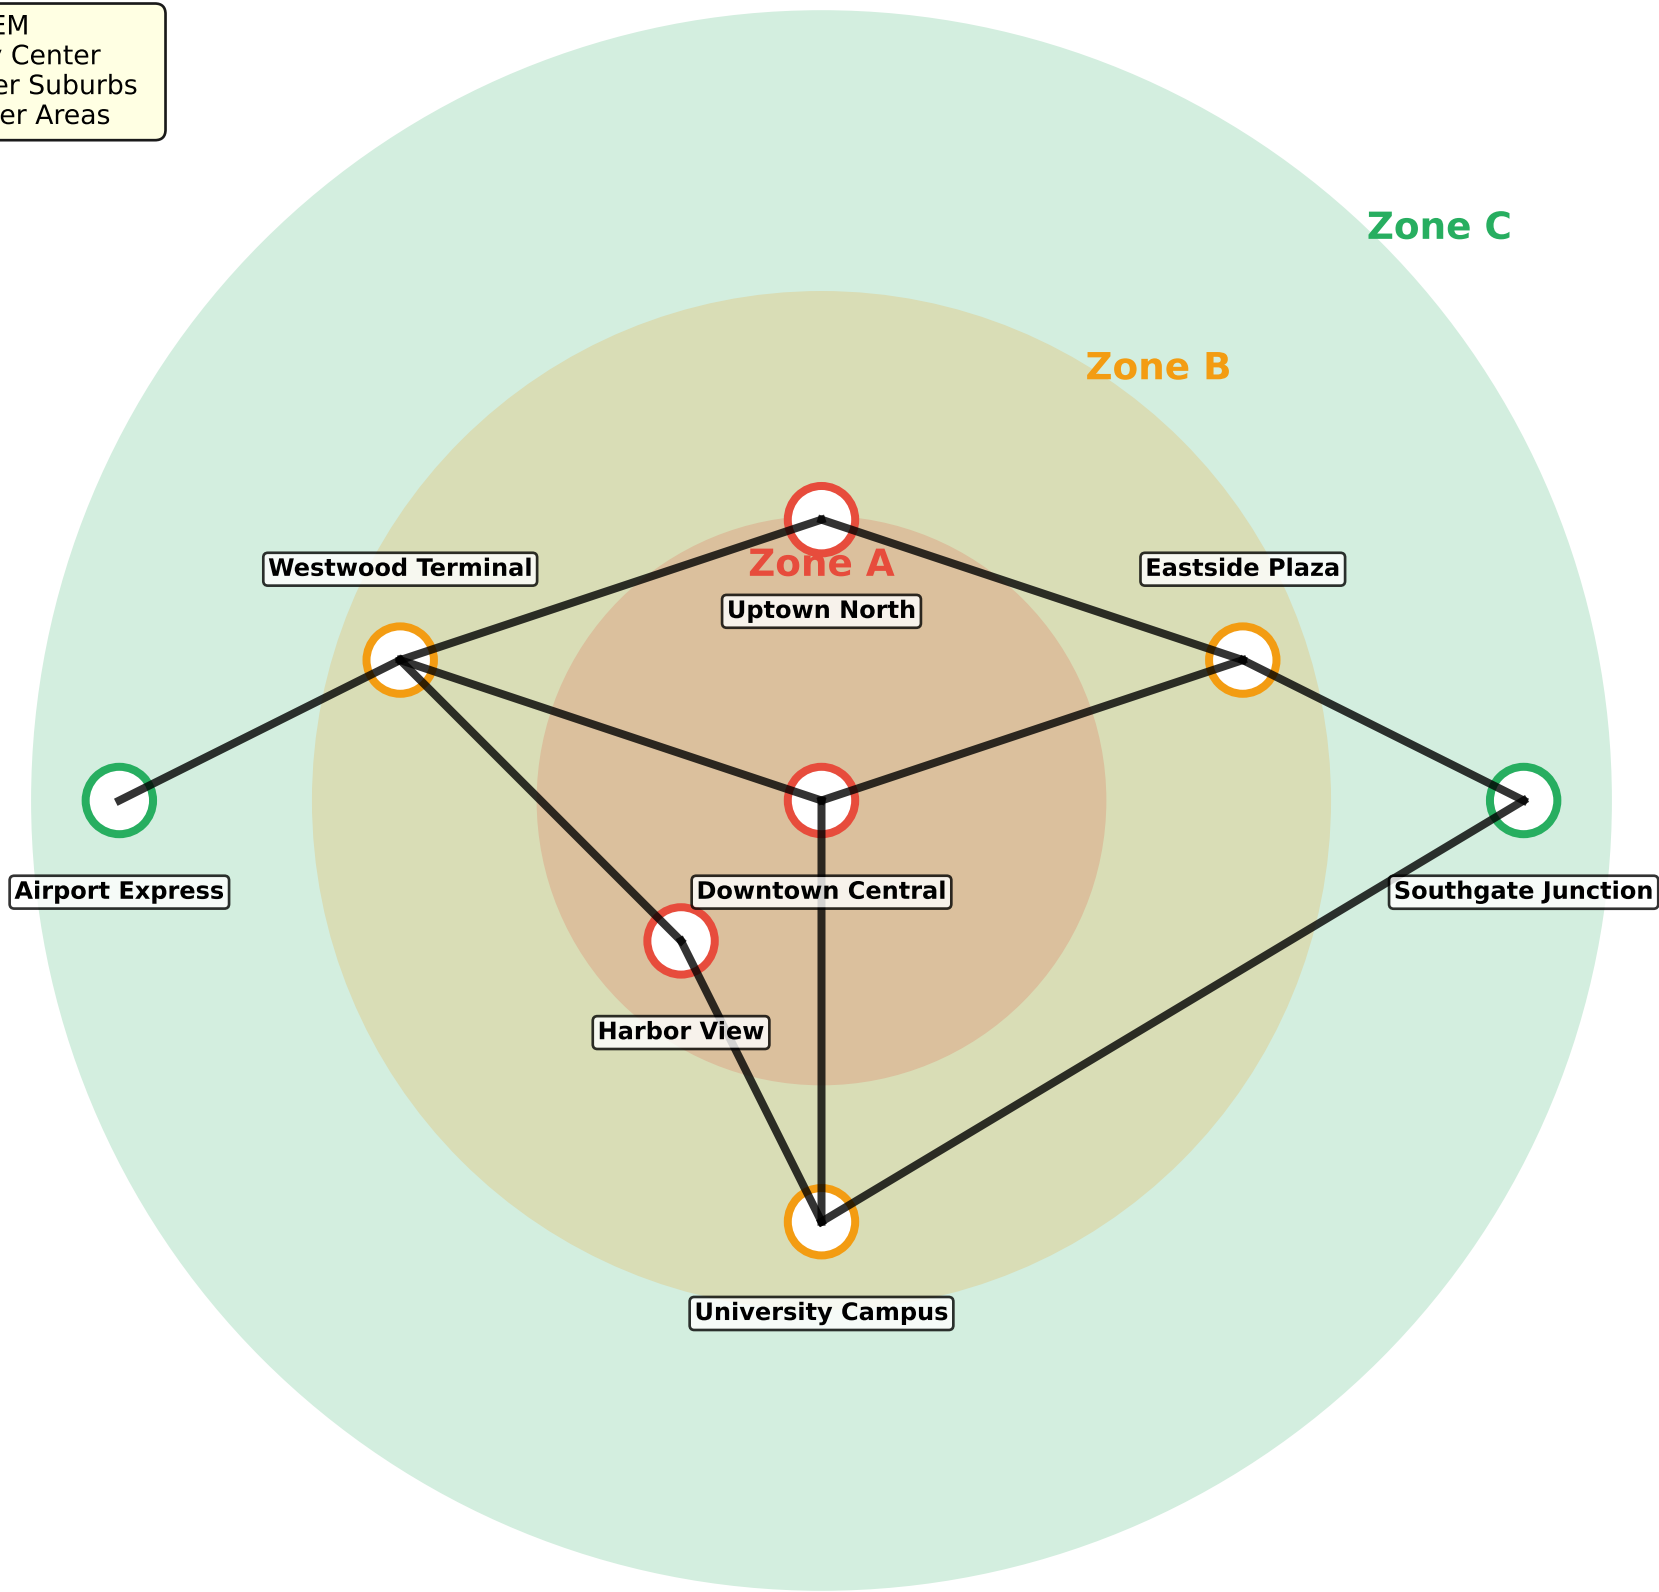 EM
Center
er Suburbs
er Areas
Zone C
Zone B
Zone A
Westwood Terminal
Eastside Plaza
Uptown North
Airport Express
Downtown Central
Southgate Junction
Harbor View
University Campus